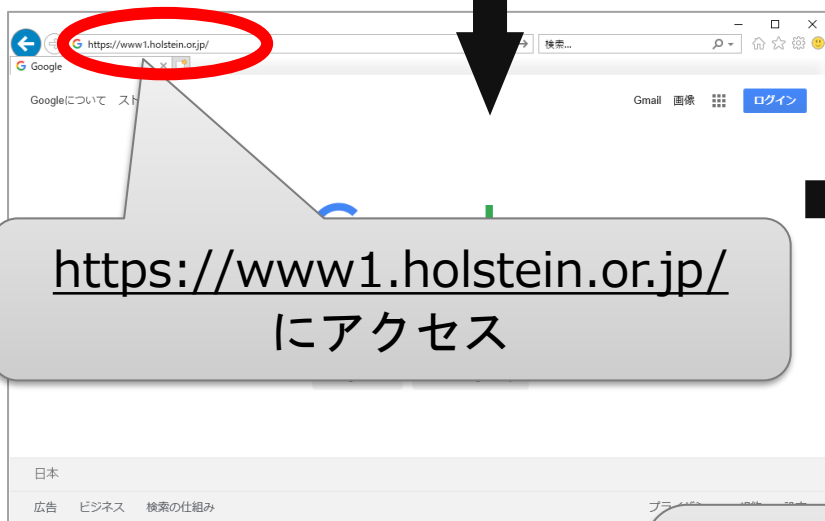 https://www1.holstein.or.jp/
検索...
Google
Googleについて
Gmail 画像
ログイン
https://www1.holstein.or.jp/
にアクセス
日本
広告 ビジネス 検索の仕組み